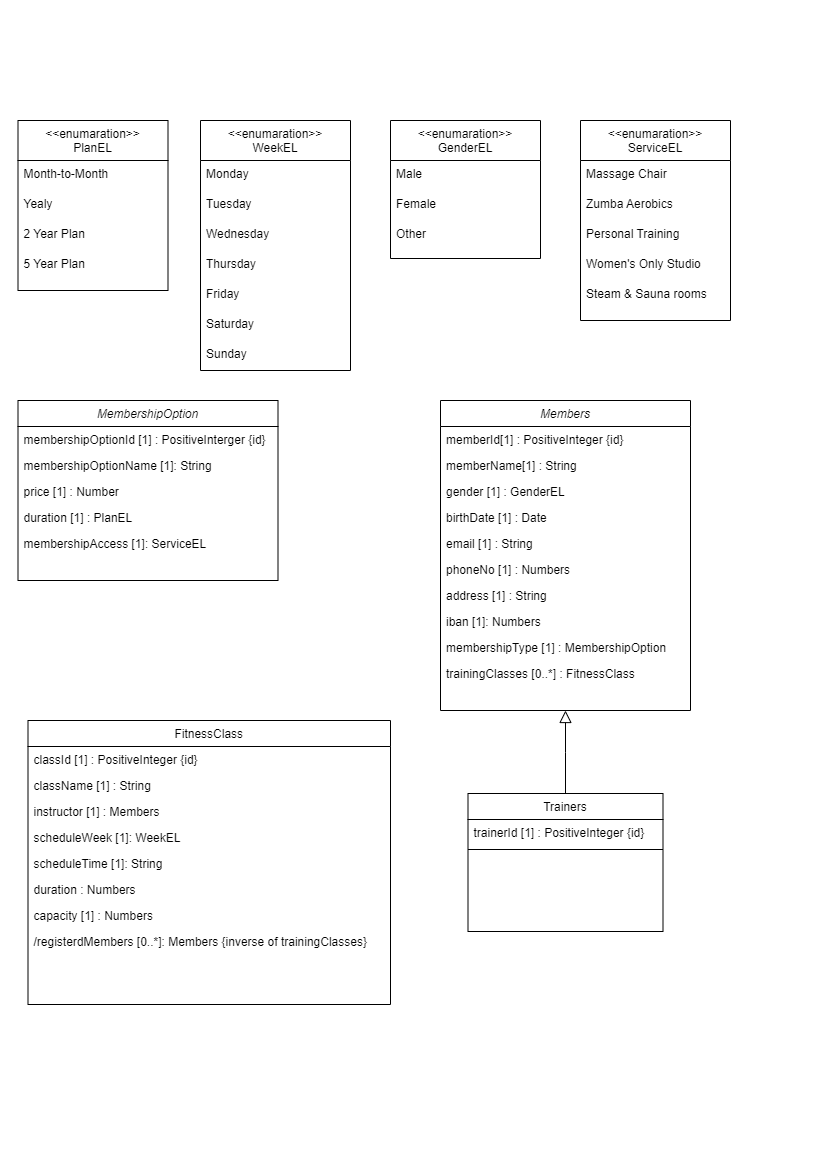 <<enumaration>>
PlanEL
Month-to-Month
Yealy
2 Year Plan
5 Year Plan
<<enumaration>>
WeekEL
Monday
Tuesday
Wednesday
Thursday
Friday
Saturday
Sunday
<<enumaration>>
GenderEL
Male
Female
Other
<<enumaration>>
ServiceEL
Massage Chair
Zumba Aerobics
Personal Training
Women's Only Studio
Steam & Sauna rooms
MembershipOption
membershipOptionId [1] : PositiveInterger {id}
membershipOptionName [1]: String
price [1] : Number
duration [1] : PlanEL
membershipAccess [1]: ServiceEL
Members
memberId[1] : PositiveInteger {id}
memberName[1] : String
gender [1] : GenderEL
birthDate [1] : Date
email [1] : String
phoneNo [1] : Numbers
address [1] : String
iban [1]: Numbers
membershipType [1] : MembershipOption
trainingClasses [0..*] : FitnessClass
FitnessClass
classId [1] : PositiveInteger {id}
className [1] : String
instructor [1] : Members
scheduleWeek [1]: WeekEL
scheduleTime [1]: String
duration : Numbers
capacity [1] : Numbers
/registerdMembers [0..*]: Members {inverse of trainingClasses}
Trainers
trainerId [1] : PositiveInteger {id}